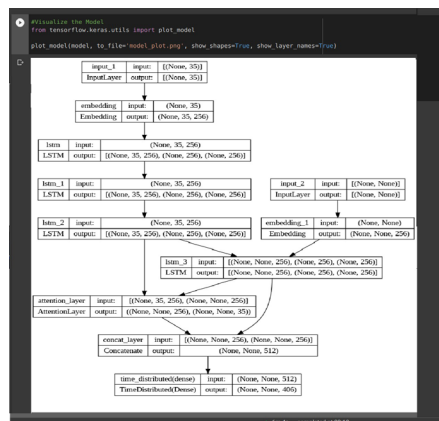 #Visualize the Model
from tensorflow.keras.utils import plot_model
plot_model(model, to_file='model_plot.png', show_shapes=True, show_layer_names=True)
input_1 input: [(None, 35)]
InputLayer output: [(None, 35)]
embedding input: (None, 35)
Embedding output: (None, 35, 256)
lstm input: (None, 35, 256)
LSTM output: [(None, 35, 256), (None, 256), (None, 256)]
lstm_1 input: (None, 35, 256)
LSTM output: [(None, 35, 256), (None, 256), (None, 256)]
input_2 input: [(None, None)]
InputLayer output: [(None, None)]
lstm_2 input: (None, 35, 256)
LSTM output: [(None, 35, 256), (None, 256), (None, 256)]
embedding_1 input: (None, None)
Embedding output: (None, None, 256)
lstm_3 input: [(None, None, 256), (None, 256), (None, 256)]
LSTM output: [(None, None, 256), (None, 256), (None, 256)]
attention_layer input: [(None, 35, 256), (None, None, 256)]
AttentionLayer output: ((None, None, 256), (None, None, 35))
concat_layer input: [(None, None, 256), (None, None, 256)]
Concatenate output: (None, None, 512)
time_distributed(dense) input: (None, None, 512)
TimeDistributed(Dense) output: (None, None, 406)